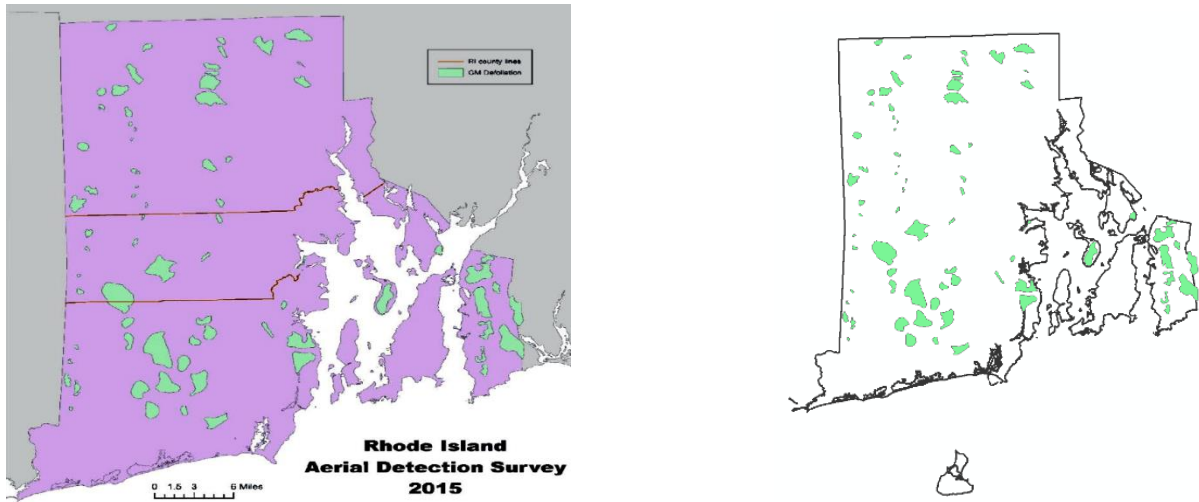 RI county lines
GM Defoliation
Rhode Island
Aerial Detection Survey
2015
0 1.5 3 6 Miles